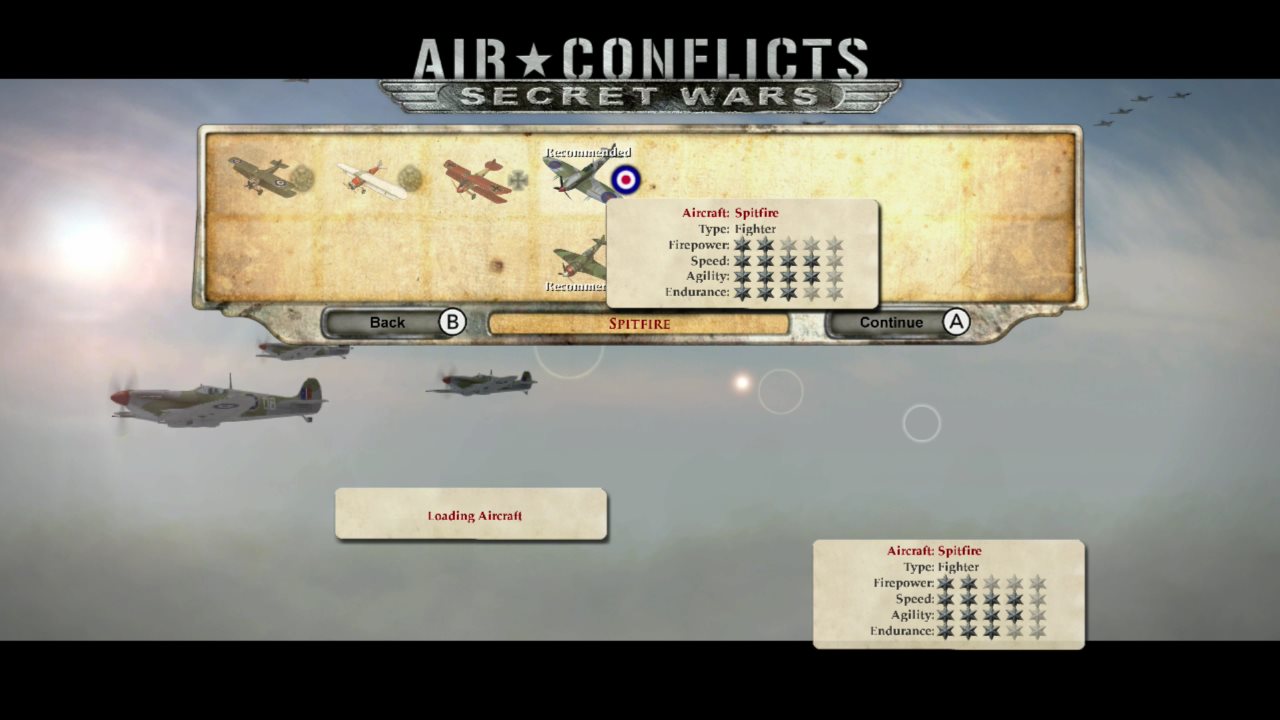 AIR★CONFLICTS
SECRET WARS
Recommended
Aircraft: Spitfire
Type: Fighter
Firepower:
Speed:
Agility:
Endurance:
Back B
SPITFIRE
Continue A
Loading Aircraft
Aircraft: Spitfire
Type: Fighter
Firepower:
Speed:
Agility:
Endurance: